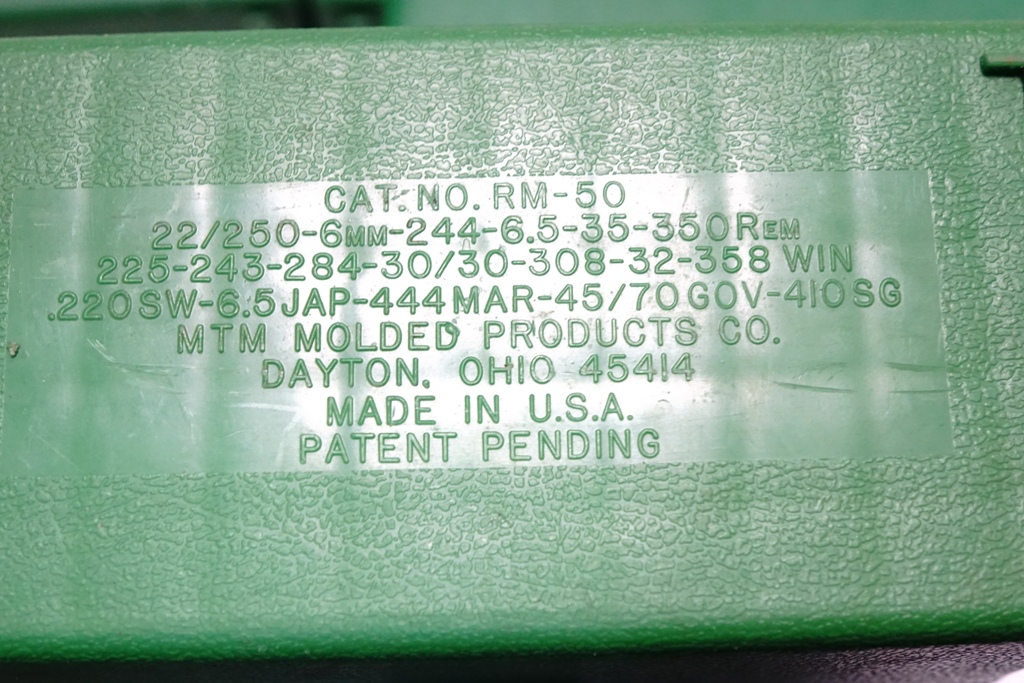 CAT. NO. RM-50
22/250-6MM-244-6.5-35-350 REM
225-243-284-30/30-308-32-358 WIN
.220SW-6.5JAP-444MAR-45/70GOV-410SG
MTM MOLDED PRODUCTS CO.
DAYTON, OHIO 45414
MADE IN U.S.A.
PATENT PENDING